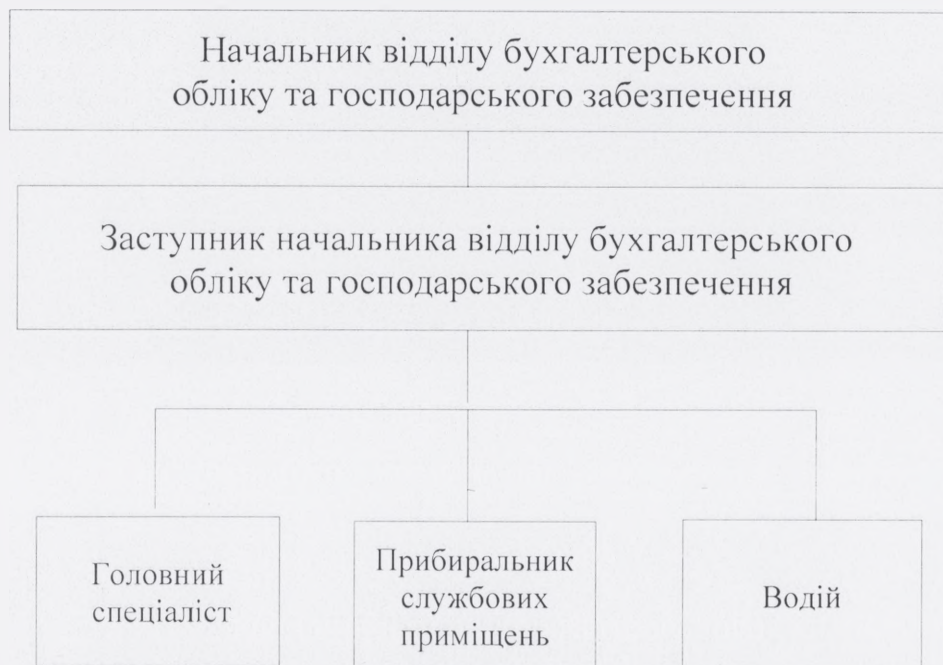 Начальник відділу бухгалтерського
обліку та господарського забезпечення
Заступник начальника відділу бухгалтерського
обліку та господарського забезпечення
Головний
спеціаліст
Прибиральник
службових
приміщень
Водій